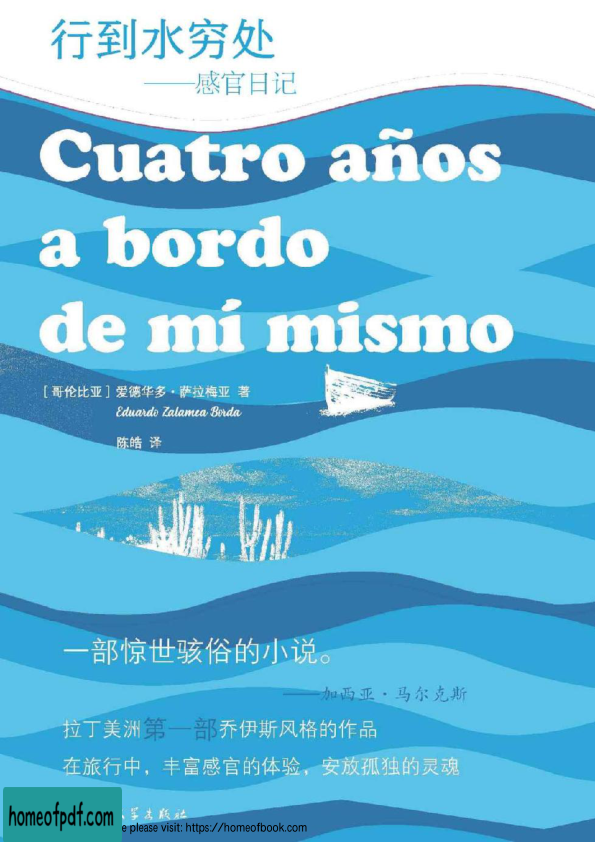 行到水穷处
——感官日记
Cuatro años
a bordo
de mí mismo
[哥伦比亚] 爱德华多·萨拉梅亚 著
Eduardo Zalamea Borda
陈皓 译
一部惊世骇俗的小说。
——加西亚·马尔克斯
拉丁美洲第一部乔伊斯风格的作品
在旅行中，丰富感官的体验，安放孤独的灵魂
出版社
homeofpdf.com
please visit: https://homeofbook.com